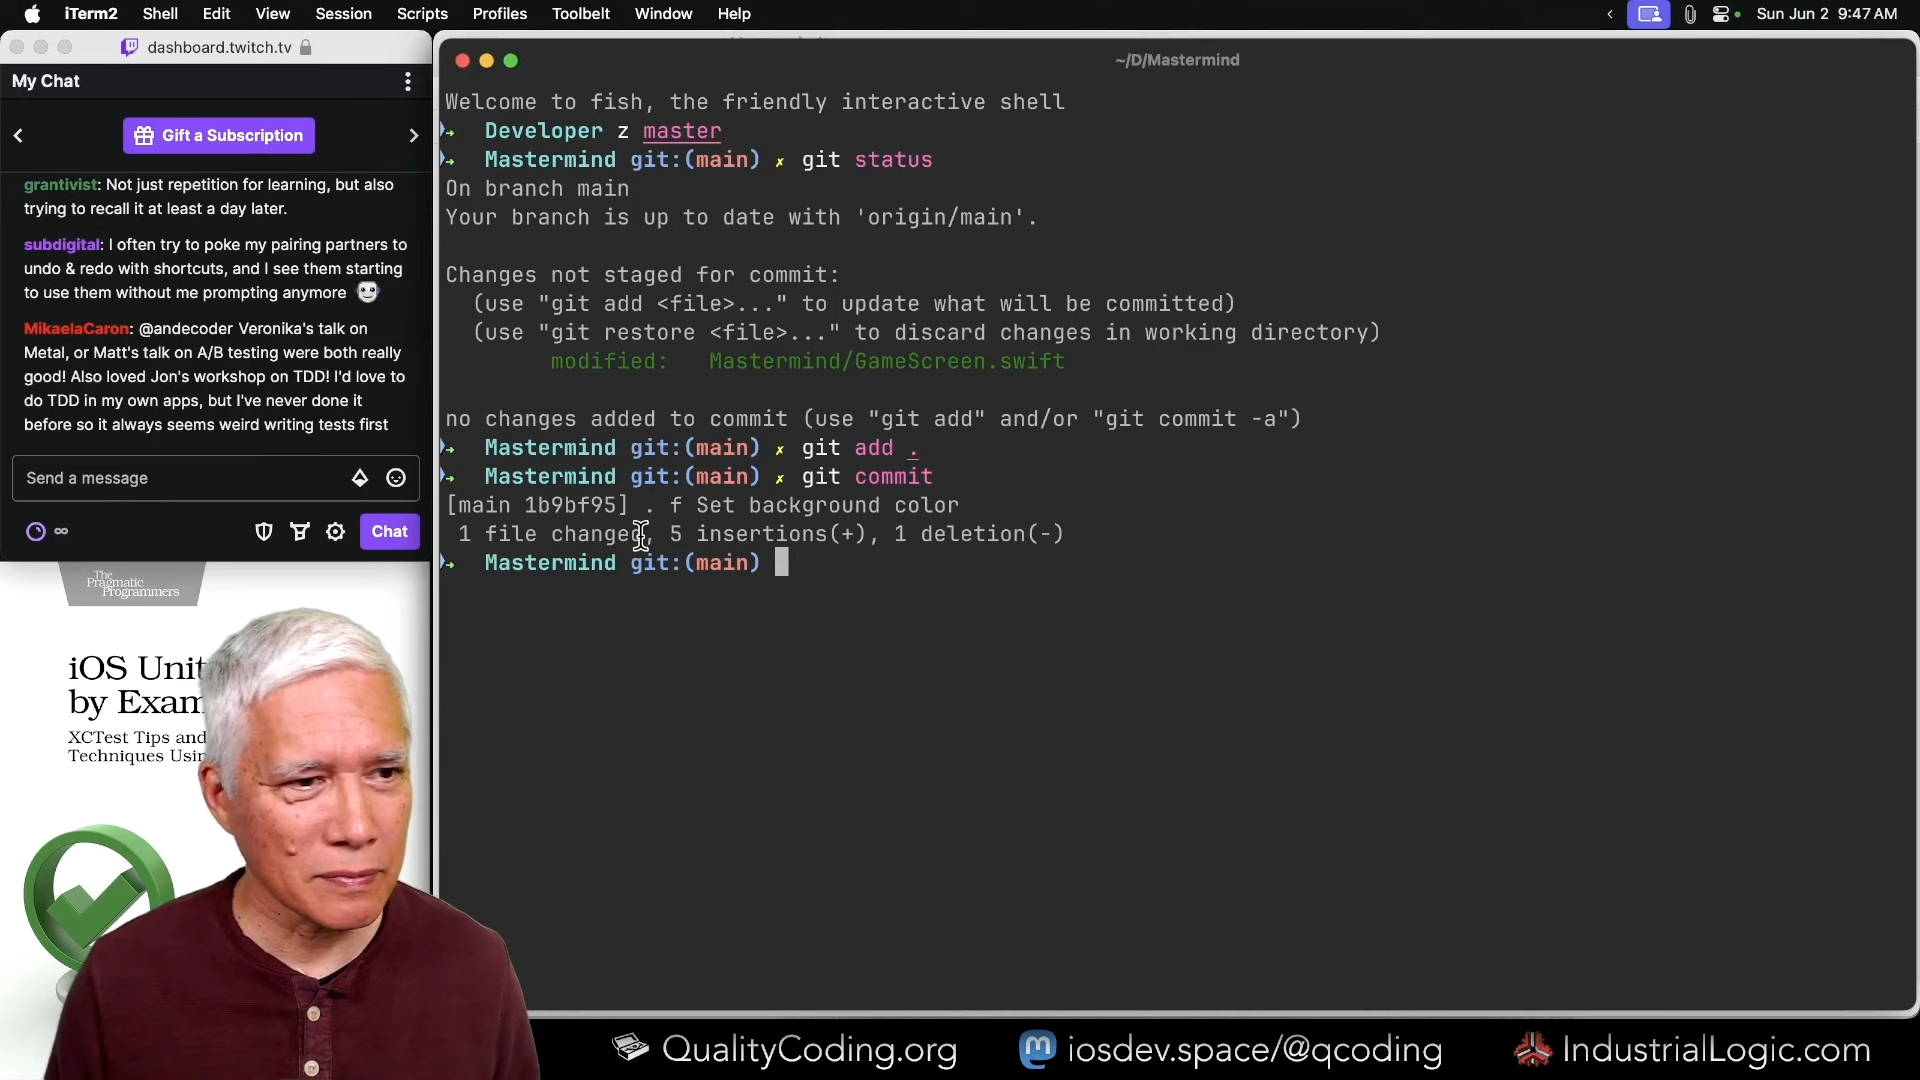 iTerm2 Shell Edit View Session Scripts Profiles Toolbelt Window Help
Sun Jun 2 9:47 AM
dashboard.twitch.tv
My Chat
Gift a Subscription
grantivist: Not just repetition for learning, but also
trying to recall it at least a day later.
subdigital: I often try to poke my pairing partners to
undo & redo with shortcuts, and I see them starting
to use them without me prompting anymore
MikaelaCaron: @andecoder Veronika's talk on
Metal, or Matt's talk on A/B testing were both really
good! Also loved Jon's workshop on TDD! I'd love to
do TDD in my own apps, but I've never done it
before so it always seems weird writing tests first
Send a message
∞
Chat
The
Pragmatic
Programmers
iOS Unit
by Exam
XCTest Tips and
Techniques Usin
~/D/Mastermind
Welcome to fish, the friendly interactive shell
Developer z master
Mastermind git:(main) ✗ git status
On branch main
Your branch is up to date with 'origin/main'.
Changes not staged for commit:
(use "git add <file>..." to update what will be committed)
(use "git restore <file>..." to discard changes in working directory)
modified: Mastermind/GameScreen.swift
no changes added to commit (use "git add" and/or "git commit -a")
Mastermind git:(main) ✗ git add .
Mastermind git:(main) ✗ git commit
[main 1b9bf95] . f Set background color
1 file changed, 5 insertions(+), 1 deletion(-)
Mastermind git:(main)
QualityCoding.org
iosdev.space/@qcoding
IndustrialLogic.com